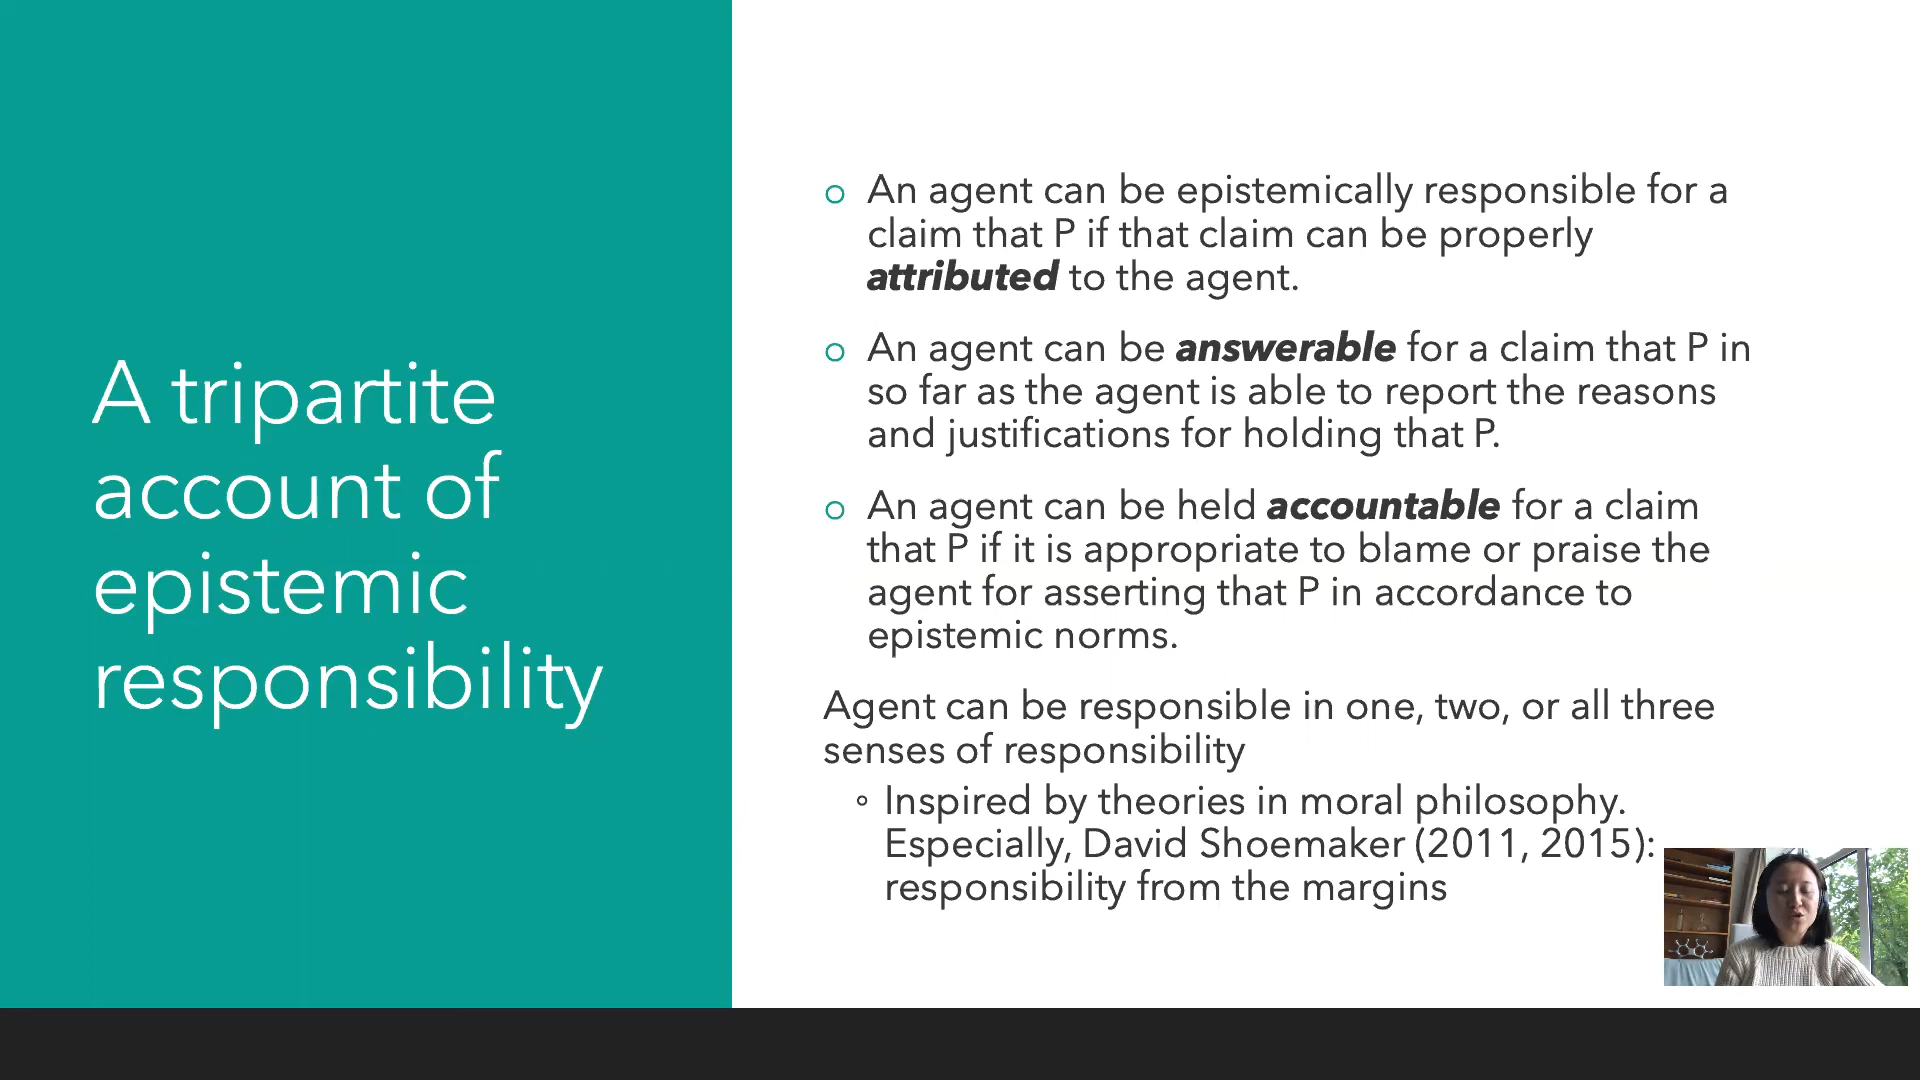 A tripartite
account of
epistemic
responsibility
o An agent can be epistemically responsible for a
claim that P if that claim can be properly
attributed to the agent.
o An agent can be answerable for a claim that P in
so far as the agent is able to report the reasons
and justifications for holding that P.
o An agent can be held accountable for a claim
that P if it is appropriate to blame or praise the
agent for asserting that P in accordance to
epistemic norms.
Agent can be responsible in one, two, or all three
senses of responsibility
◦ Inspired by theories in moral philosophy.
Especially, David Shoemaker (2011, 2015):
responsibility from the margins